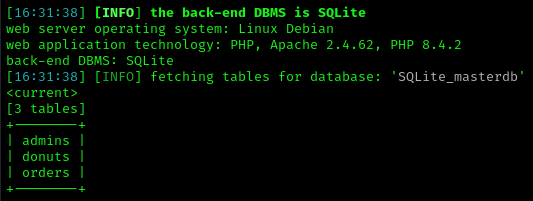 [16:31:38] [INFO] the back-end DBMS is SQLite
web server operating system: Linux Debian
web application technology: PHP, Apache 2.4.62, PHP 8.4.2
back-end DBMS: SQLite
[16:31:38] [INFO] fetching tables for database: 'SQLite_masterdb'
<current>
[3 tables]
+--------+
| admins |
| donuts |
| orders |
+--------+